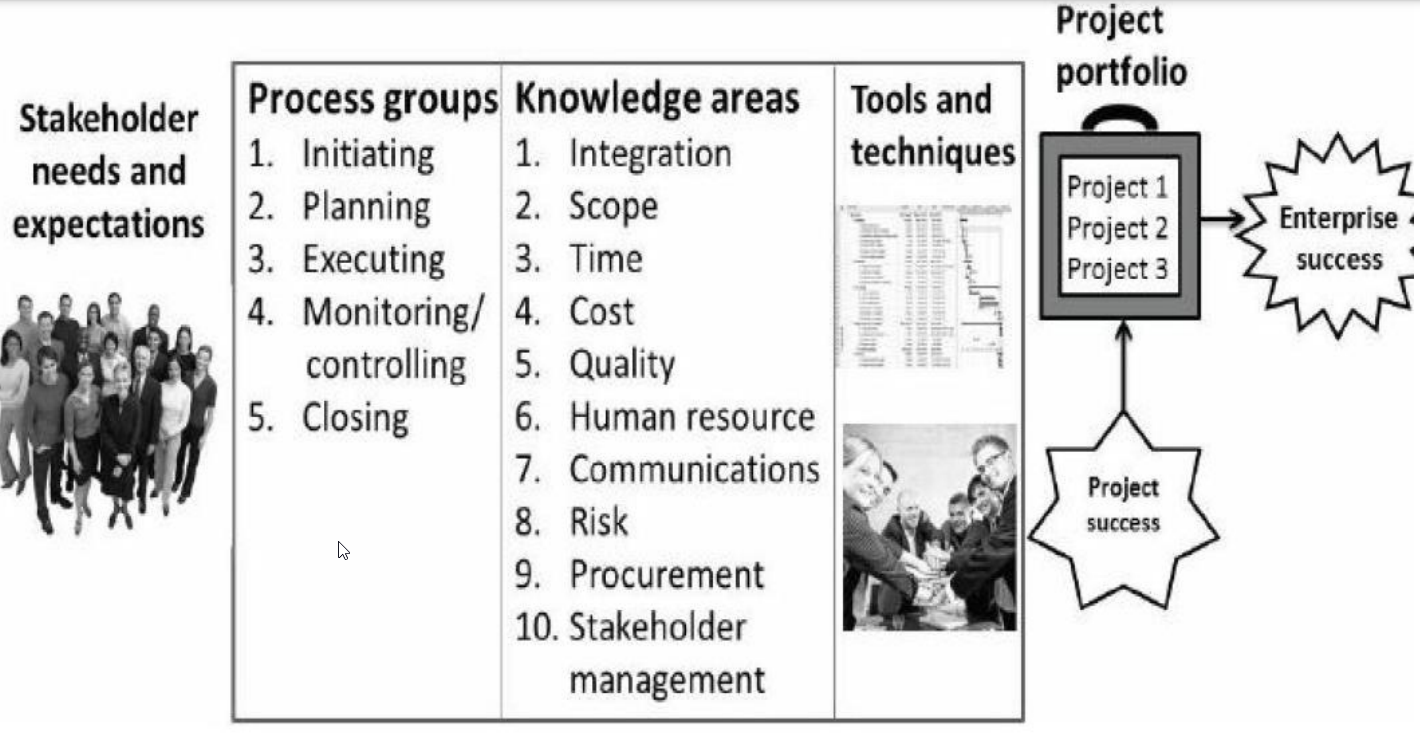 Stakeholder
needs and
expectations
Process groups
1. Initiating
2. Planning
3. Executing
4. Monitoring/
controlling
5. Closing
Knowledge areas
1. Integration
2. Scope
3. Time
4. Cost
5. Quality
6. Human resource
7. Communications
8. Risk
9. Procurement
10. Stakeholder
management
Tools and
techniques
Project
portfolio
Project 1
Project 2
Project 3
Enterprise
success
Project
success